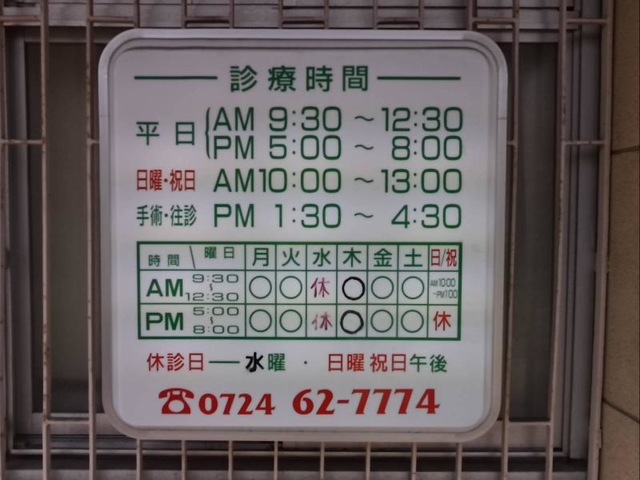 診療時間
平日 AM 9:30 ～ 12:30
PM 5:00 ～ 8:00
日曜・祝日 AM10:00 ～ 13:00
手術・往診 PM 1:30 ～ 4:30
時間 曜日 月 火 水 木 金 土 日/祝
AM 9:30 ～ 12:30 ○ ○ 休 ○ ○ ○ AM10:00 ～PM1:00
PM 5:00 ～ 8:00 ○ ○ 休 ○ ○ ○ 休
休診日 — 水曜 · 日曜祝日午後
☎0724 62-7774